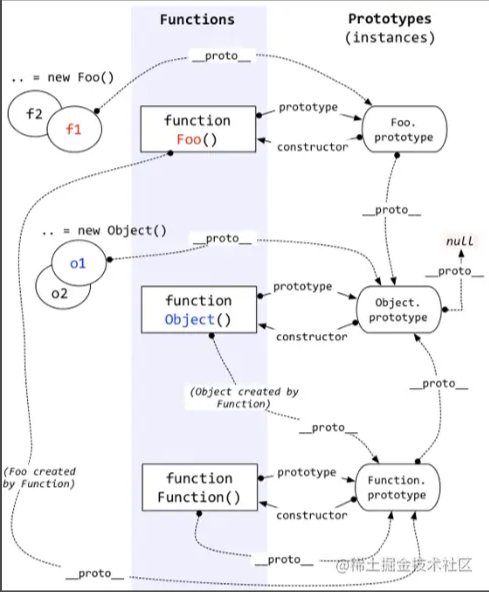 Functions
Prototypes
(instances)
__proto__
.. = new Foo()
f2
f1
function
Foo()
prototype
constructor
Foo.
prototype
__proto__
.. = new Object()
o1
o2
__proto__
null
__proto__
function
Object()
prototype
constructor
Object.
prototype
(Object created by
Function)
__proto__
__proto__
(Foo created
by Function)
function
Function()
prototype
constructor
Function.
prototype
__proto__
__proto__
@稀土掘金技术社区